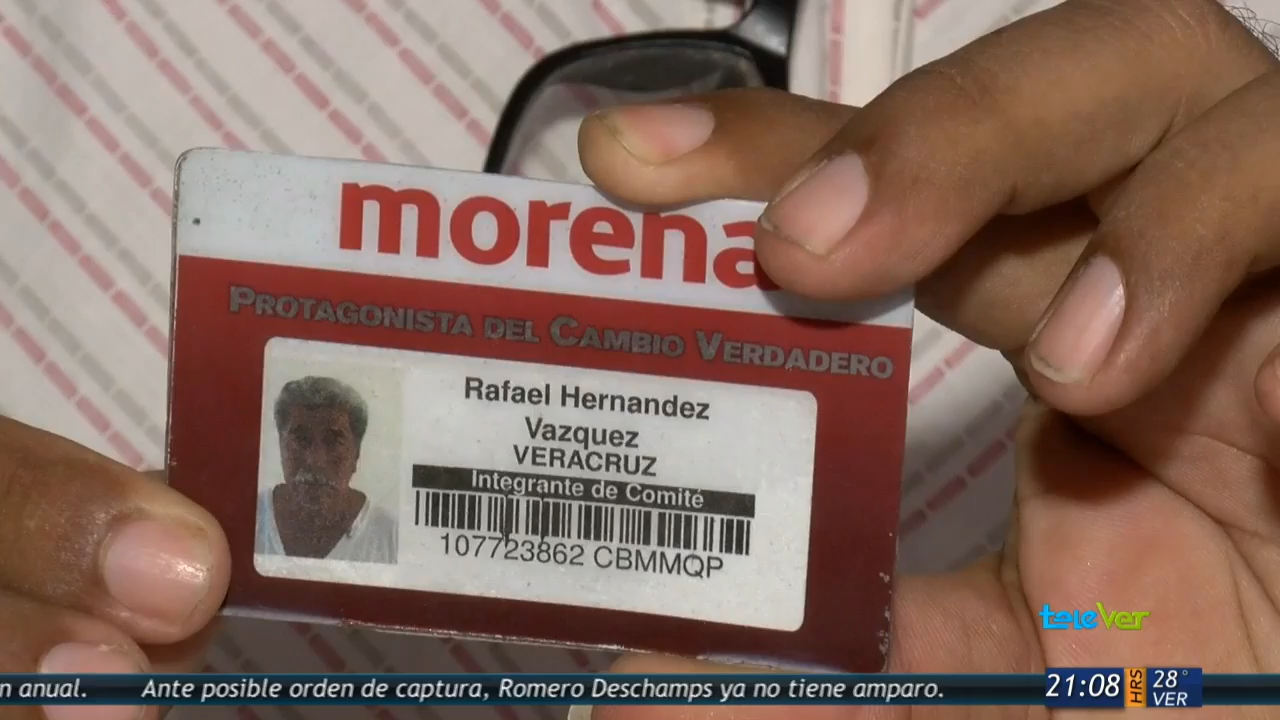 morena
PROTAGONISTA DEL CAMBIO VERDADERO
Rafael Hernandez
Vazquez
VERACRUZ
Integrante de Comité
107723862 CBMMQP
teleVer
n anual. Ante posible orden de captura, Romero Deschamps ya no tiene amparo.
21:08 HRS 28° VER